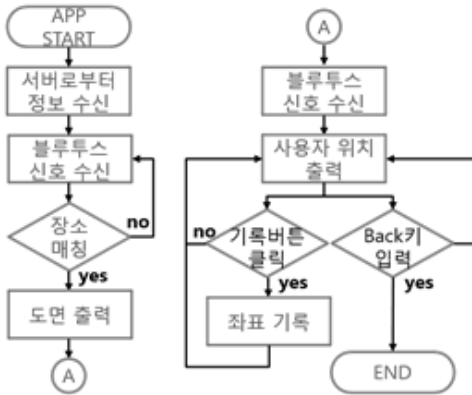 APP
START
서버로부터
정보 수신
블루투스
신호 수신
장소
매칭
no
yes
도면 출력
A
A
블루투스
신호 수신
사용자 위치
출력
no
기록버튼
클릭
yes
좌표 기록
Back키
입력
yes
END